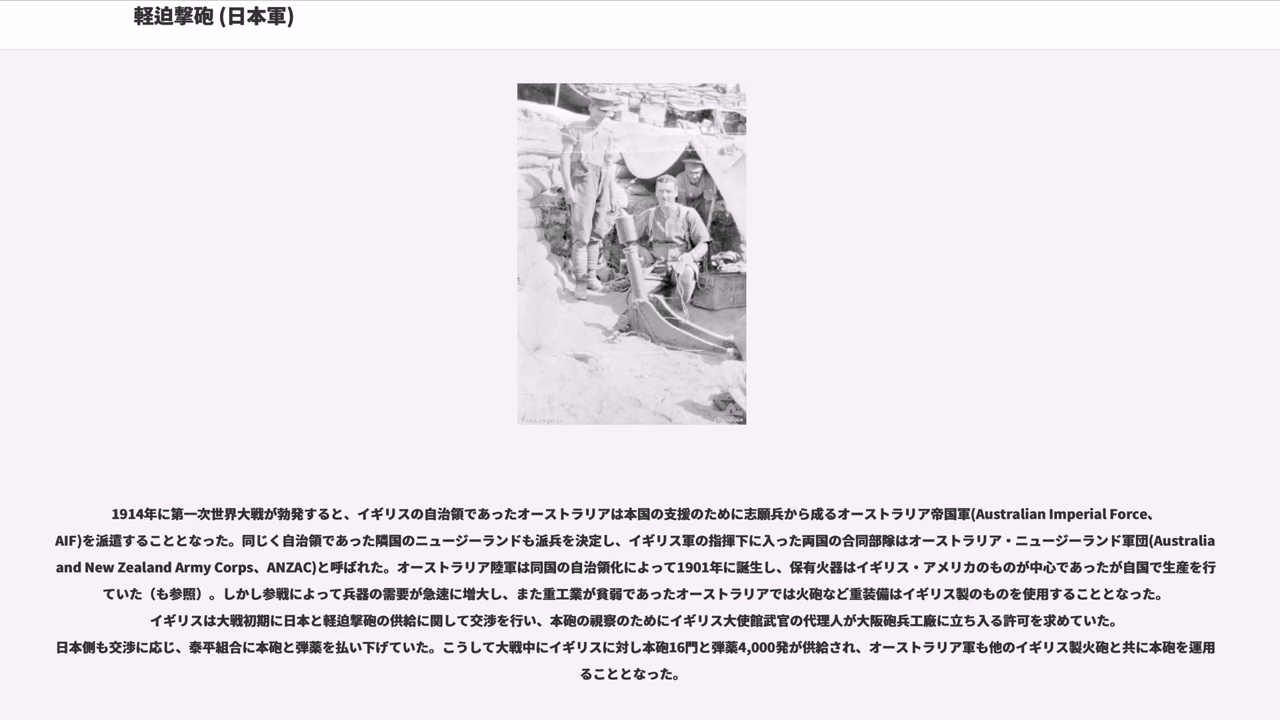 軽迫撃砲 (日本軍)
1914年に第一次世界大戦が勃発すると、イギリスの自治領であったオーストラリアは本国の支援のために志願兵から成るオーストラリア帝国軍(Australian Imperial Force、
AIF)を派遣することとなった。同じく自治領であった隣国のニュージーランドも派兵を決定し、イギリス軍の指揮下に入った両国の合同部隊はオーストラリア・ニュージーランド軍団(Australia
and New Zealand Army Corps、ANZAC)と呼ばれた。オーストラリア陸軍は同国の自治領化によって1901年に誕生し、保有火器はイギリス・アメリカのものが中心であったが自国で生産を行
ていた（も参照）。しかし参戦によって兵器の需要が急速に増大し、また重工業が貧弱であったオーストラリアでは火砲など重装備はイギリス製のものを使用することとなった。
イギリスは大戦初期に日本と軽迫撃砲の供給に関して交渉を行い、本砲の視察のためにイギリス大使館武官の代理人が大阪砲兵工廠に立ち入る許可を求めていた。
日本側も交渉に応じ、泰平組合に本砲と弾薬を払い下げていた。こうして大戦中にイギリスに対し本砲16門と弾薬4,000発が供給され、オーストラリア軍も他のイギリス製火砲と共に本砲を運用
ることとなった。